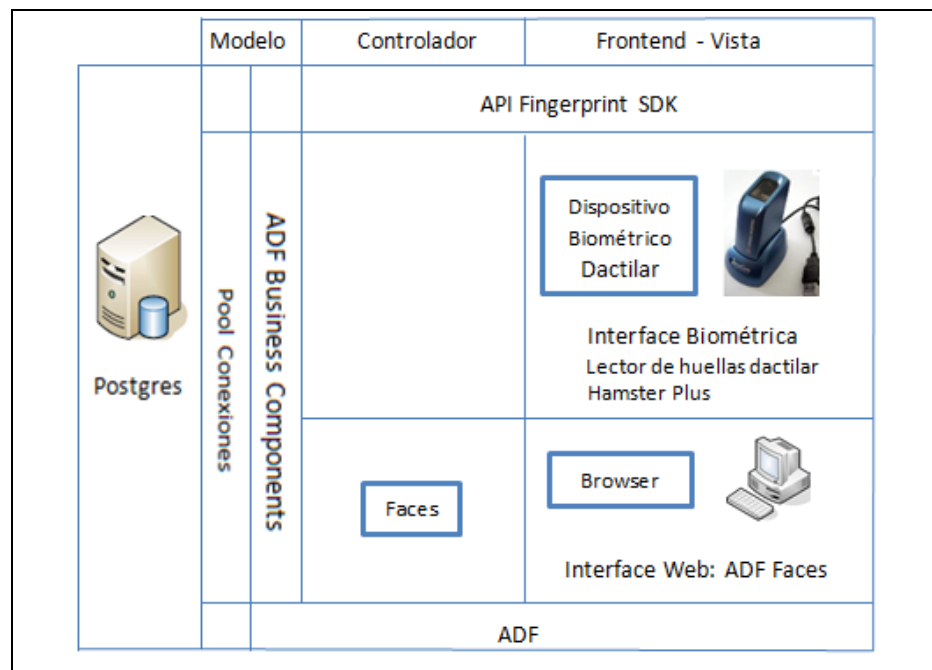 Modelo
Controlador
Frontend - Vista
API Fingerprint SDK
Postgres
Pool Conexiones
ADF Business Components
Dispositivo
Biométrico
Dactilar
Interface Biométrica
Lector de huellas dactilar
Hamster Plus
Faces
Browser
Interface Web: ADF Faces
ADF